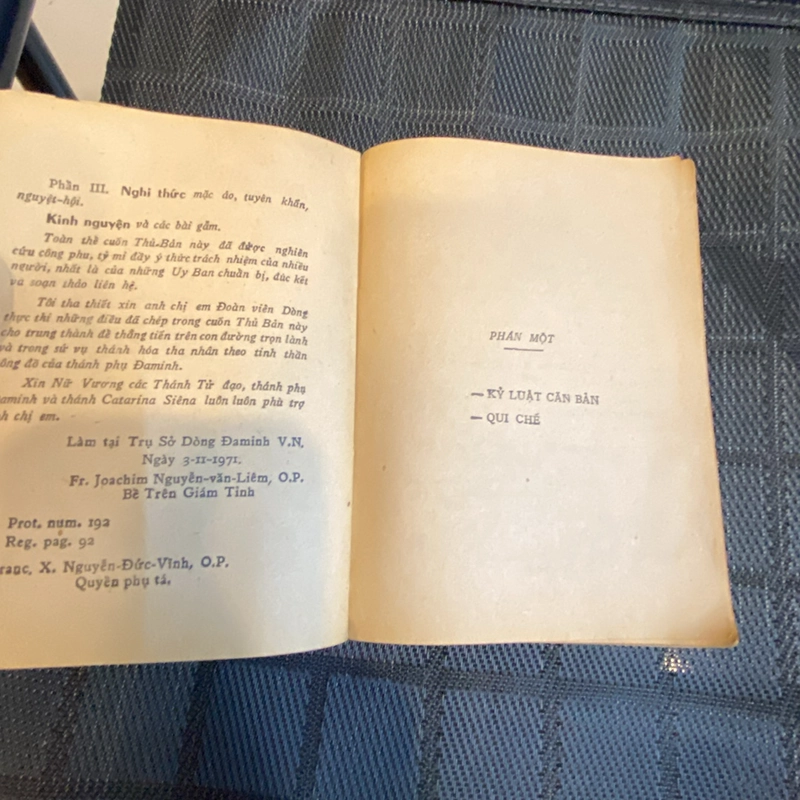 Phần III. Nghi thức mặc áo, tuyên khấn,
nguyệt-hội.
Kinh nguyện và các bài gẫm.
Toàn thể cuốn Thủ-Bản này đã được nghiên
cứu công phu, tỷ mỉ đầy ý thức trách nhiệm của nhiều
người, nhất là của những Uy Ban chuẩn bị, đúc kết
và soạn thảo liên hệ.
Tôi tha thiết xin anh chị em Đoàn viên Dòng
thực thi những điều đã chép trong cuốn Thủ Bản này
cho trung thành để thẳng tiến trên con đường trọn lành
và trong sứ vụ thánh hóa tha nhân theo tinh thần
tông đồ của thánh phụ Đaminh.
Xin Nữ Vương các Thánh Tử đạo, thánh phụ
Đaminh và thánh Catarina Siêna luôn luôn phù trợ
anh chị em.
Làm tại Trụ Sở Dòng Đaminh V.N.
Ngày 3-11-1971.
Fr. Joachim Nguyễn-văn-Liêm, O.P.
Bề Trên Giám Tỉnh
Prot. num. 192
Reg. pag. 92
Franc, X. Nguyễn-Đức-Vĩnh, O.P.
Quyền phụ tá.
PHẦN MỘT
— KỶ LUẬT CĂN BẢN
— QUI CHẾ